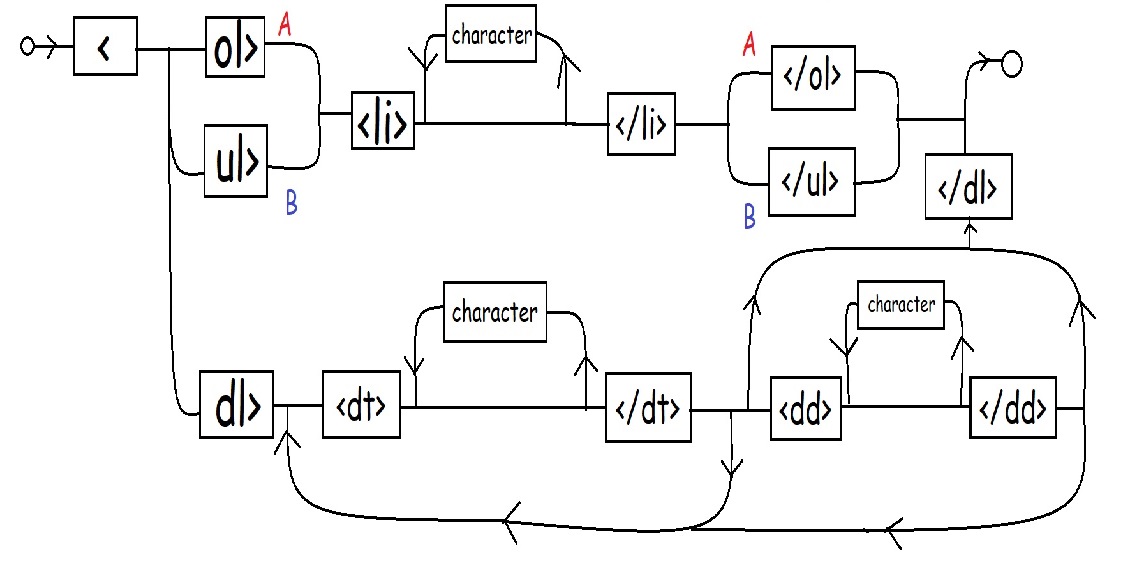 A
character
A
<
ol>
</ol>
<li>
</li>
ul>
</ul>
</dl>
B
B
character
character
dl>
<dt>
</dt>
<dd>
</dd>